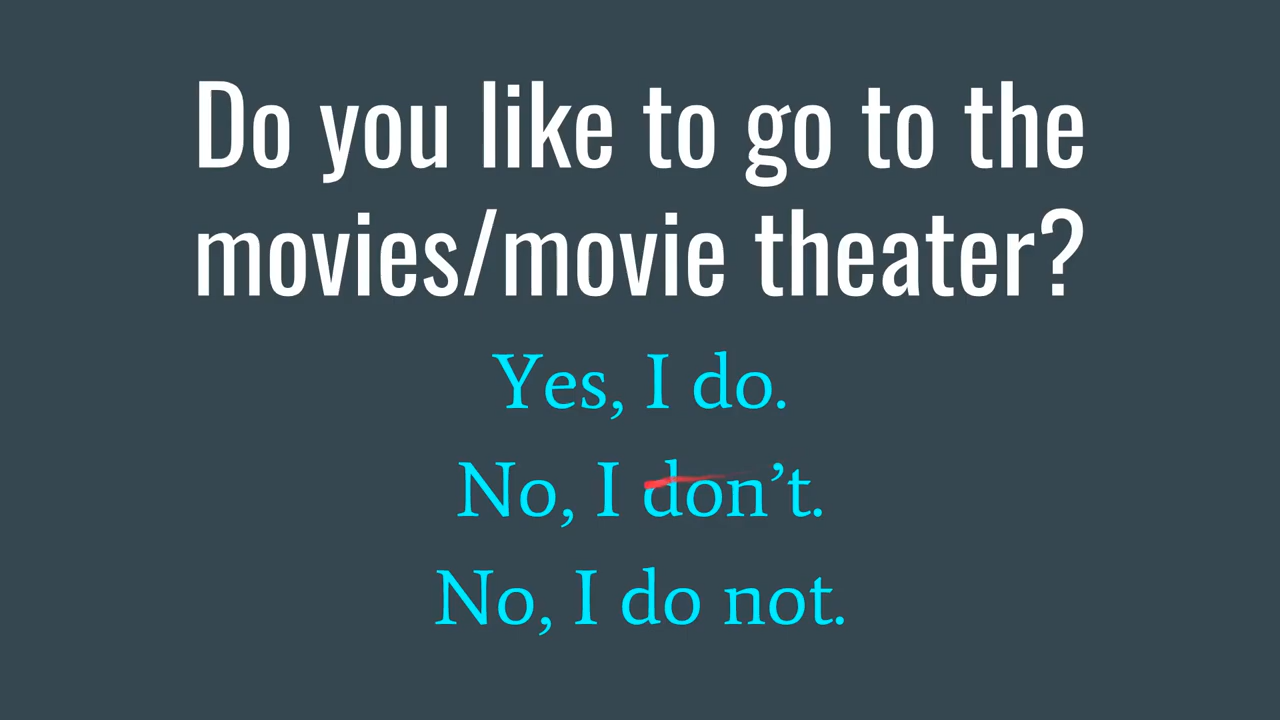 Do you like to go to the
movies/movie theater?
Yes, I do.
No, I don’t.
No, I do not.